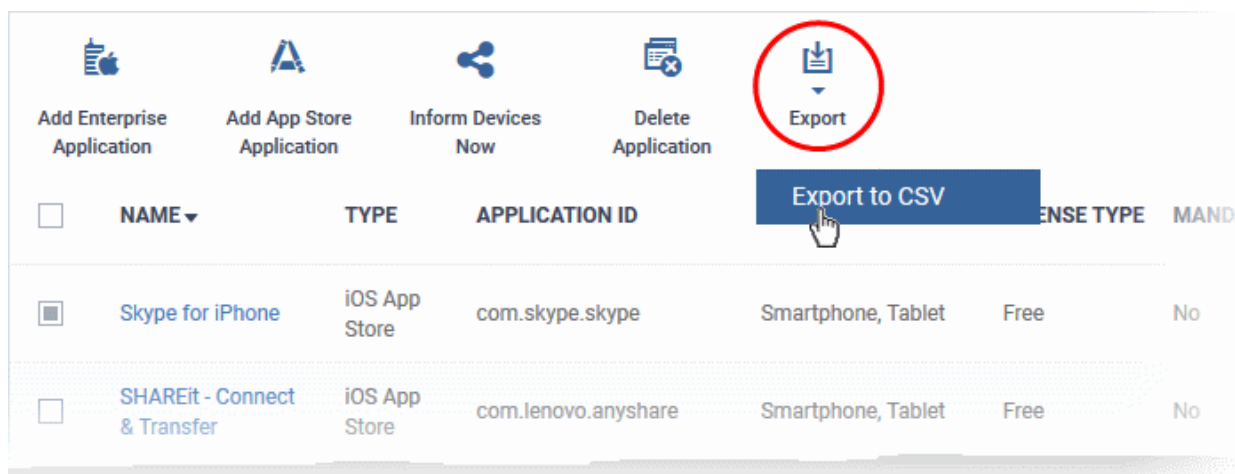 Add Enterprise Application
Add App Store Application
Inform Devices Now
Delete Application
Export
Export to CSV
NAME TYPE APPLICATION ID ENSE TYPE MAND
Skype for iPhone iOS App Store com.skype.skype Smartphone, Tablet Free No
SHAREit - Connect & Transfer iOS App Store com.lenovo.anyshare Smartphone, Tablet Free No